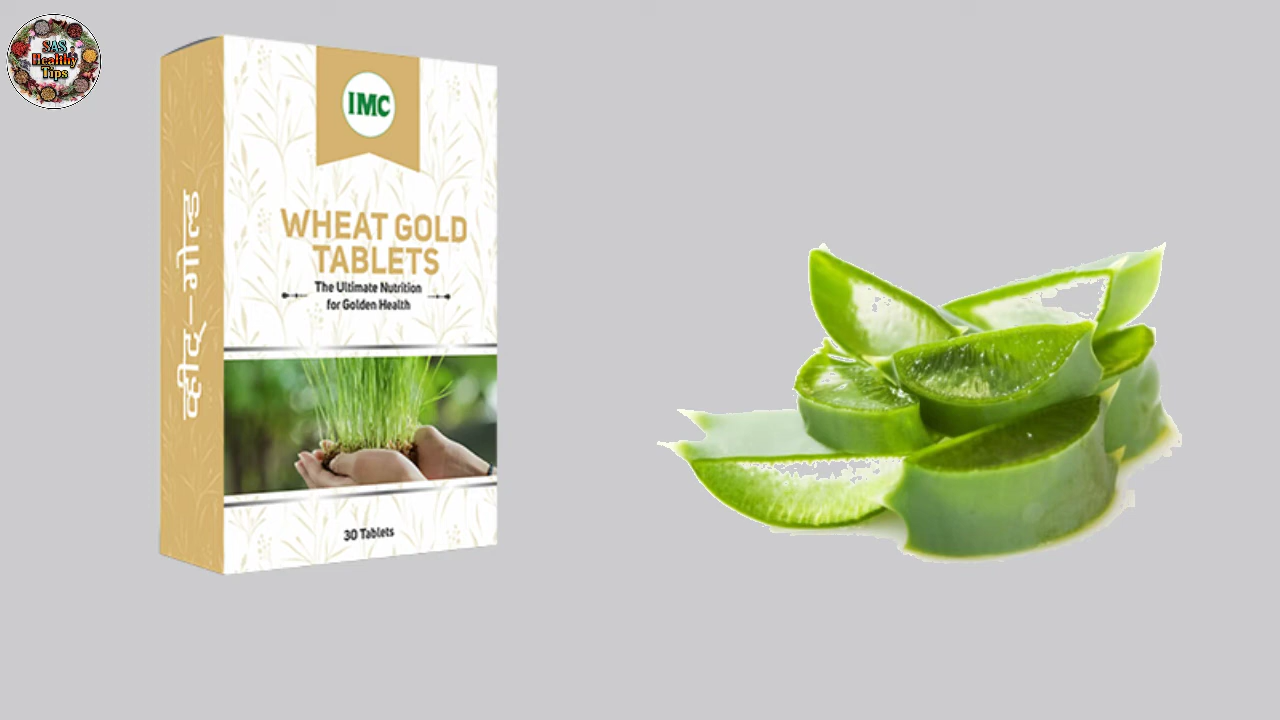 SAS
Healthy
Tips
IMC
WHEAT GOLD
TABLETS
The Ultimate Nutrition
for Golden Health
30 Tablets
व्हीट-गोल्ड